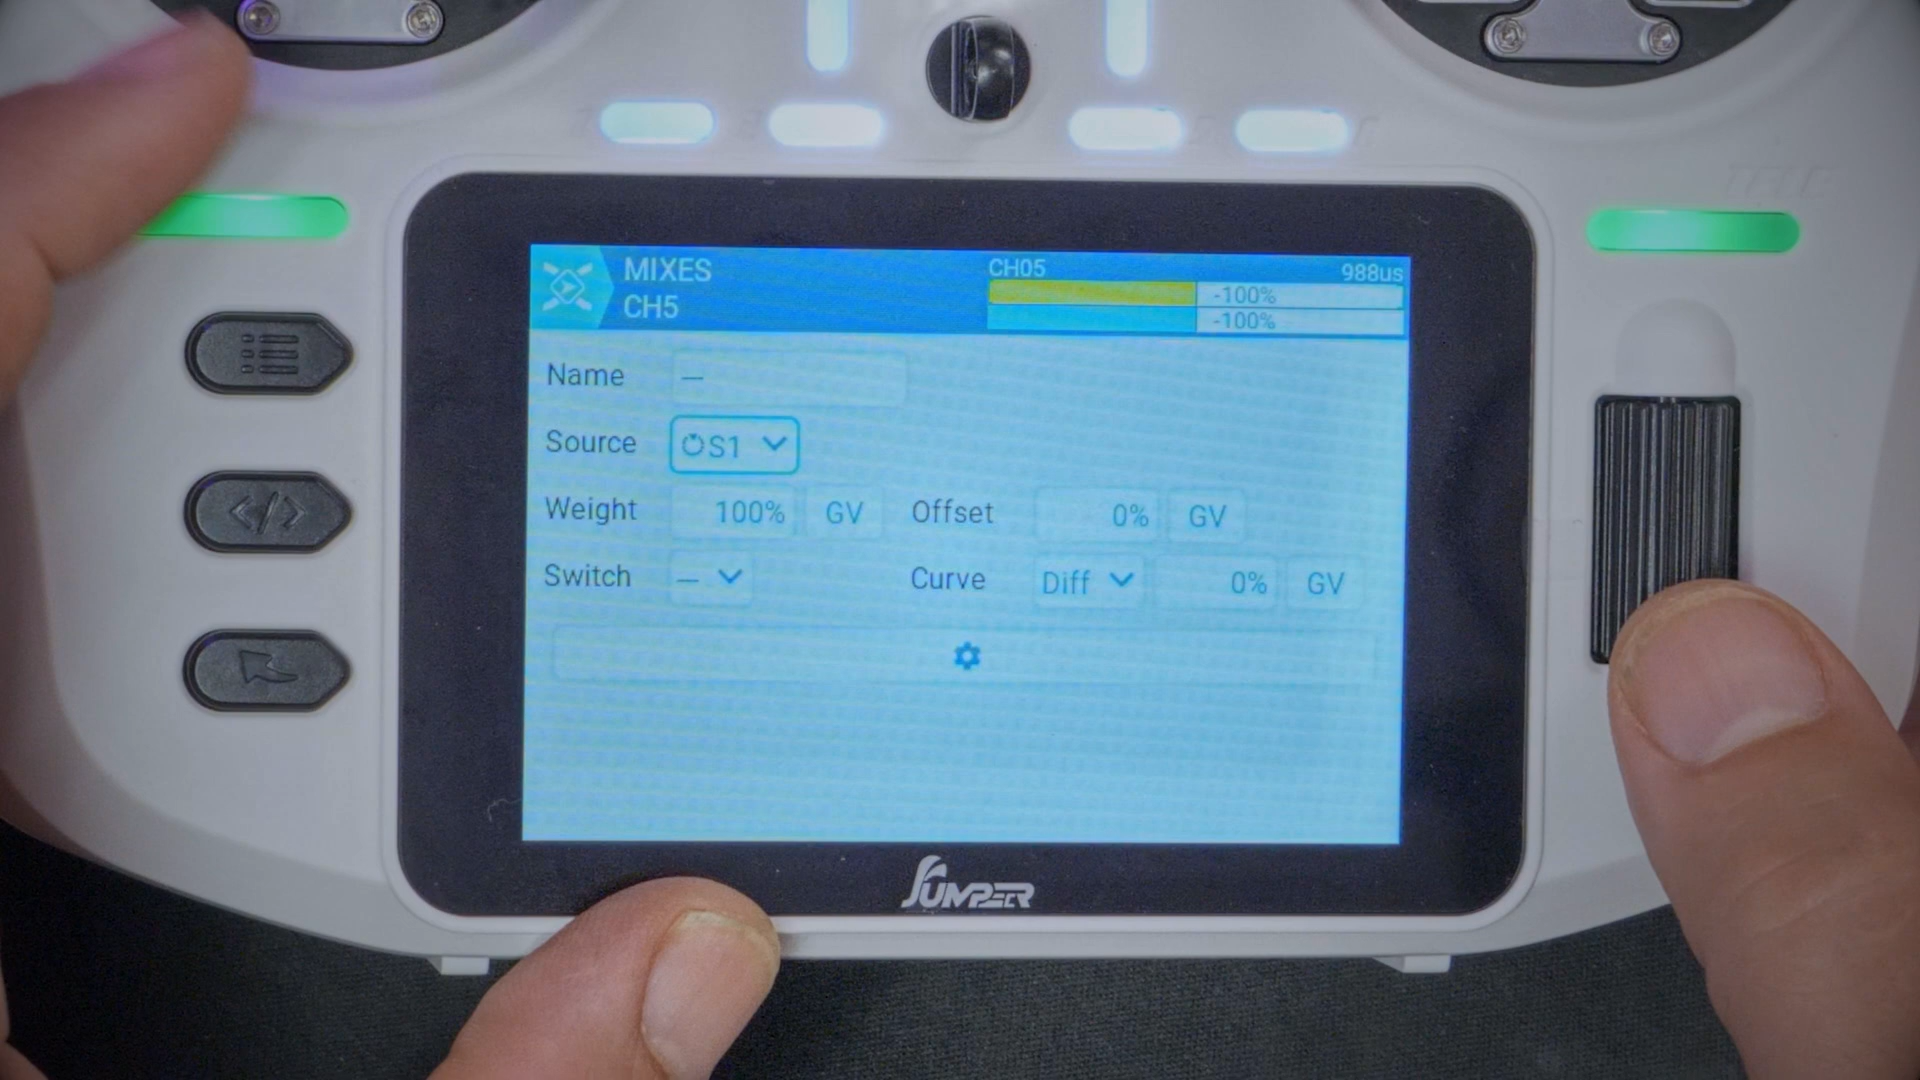 MIXES
CH5
CH05 988us
-100%
-100%
Name ---
Source S1
Weight 100% GV Offset 0% GV
Switch --- Curve Diff 0% GV
JUMPER